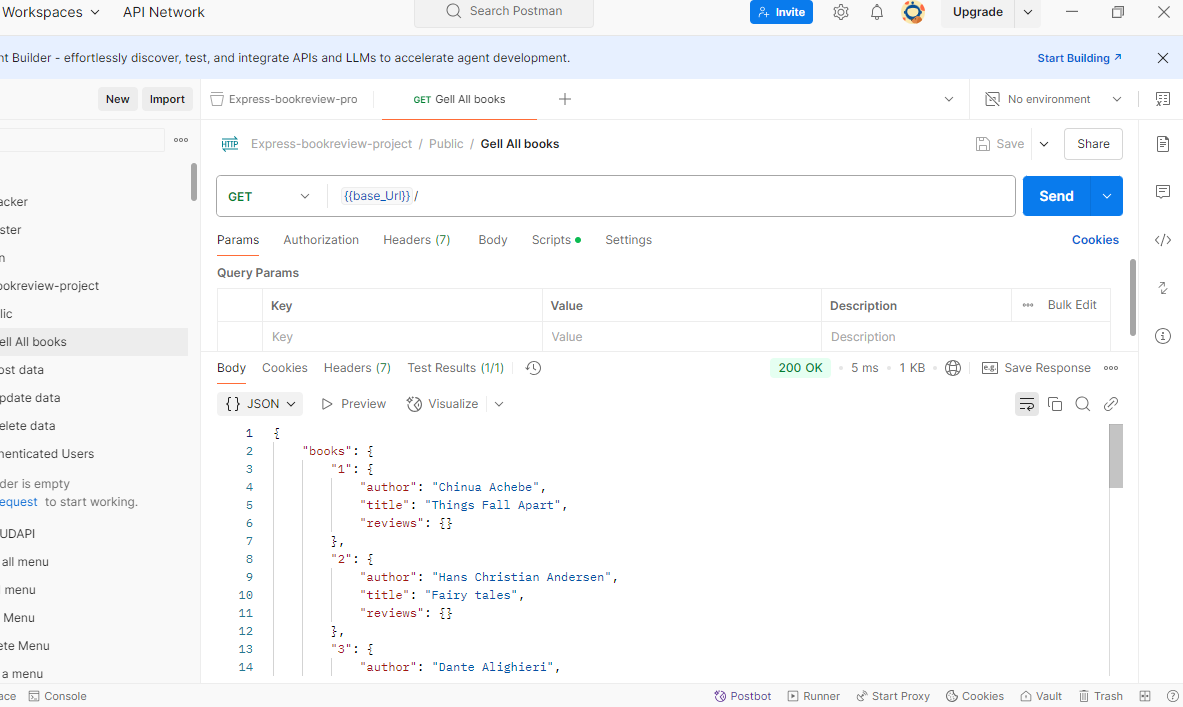 Workspaces API Network Search Postman Invite Upgrade
nt Builder - effortlessly discover, test, and integrate APIs and LLMs to accelerate agent development. Start Building ↗
New Import Express-bookreview-pro GET Gell All books No environment
HTTP Express-bookreview-project / Public / Gell All books Save Share
GET {{base_Url}} / Send
acker
ster
n
ookreview-project
lic
ell All books
ost data
pdate data
elete data
henticated Users
der is empty
equest to start working.
UDAPI
all menu
l menu
Menu
ete Menu
a menu
Params Authorization Headers (7) Body Scripts Settings Cookies
Query Params
Key Value Description Bulk Edit
Key Value Description
Body Cookies Headers (7) Test Results (1/1) 200 OK 5 ms 1 KB e.g. Save Response
{} JSON Preview Visualize
1 {
2 "books": {
3 "1": {
4 "author": "Chinua Achebe",
5 "title": "Things Fall Apart",
6 "reviews": {}
7 },
8 "2": {
9 "author": "Hans Christian Andersen",
10 "title": "Fairy tales",
11 "reviews": {}
12 },
13 "3": {
14 "author": "Dante Alighieri",
ace Console Postbot Runner Start Proxy Cookies Vault Trash